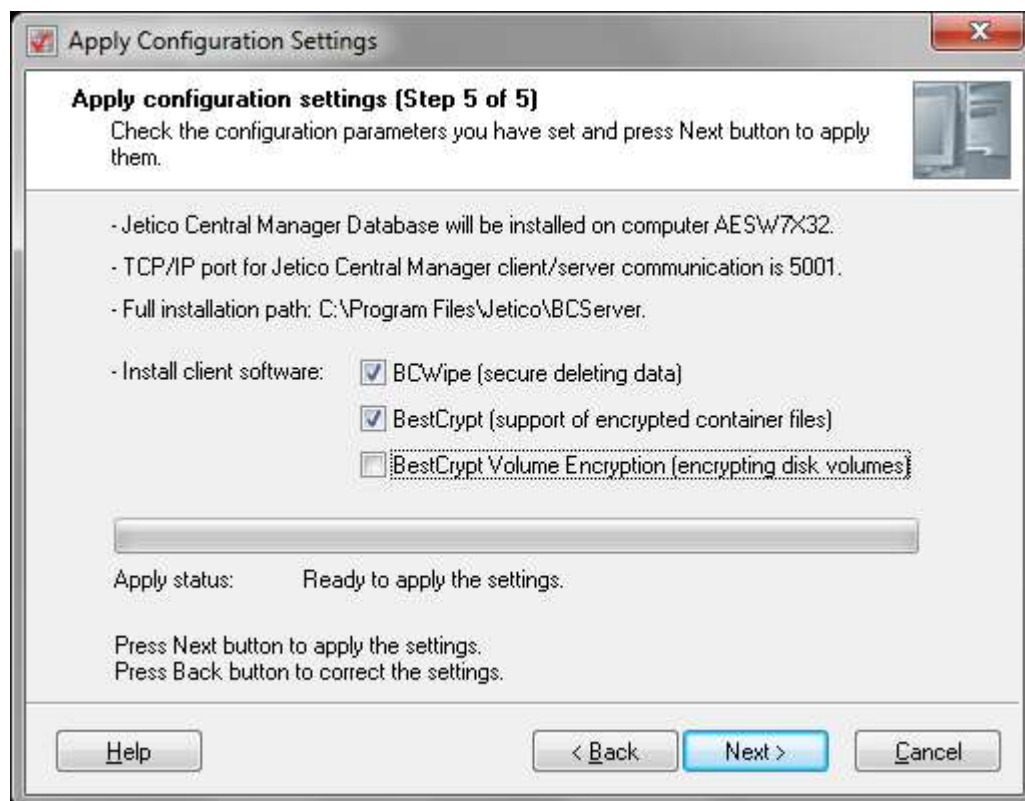 Apply Configuration Settings
Apply configuration settings (Step 5 of 5)
Check the configuration parameters you have set and press Next button to apply
them.
- Jetico Central Manager Database will be installed on computer AESW7X32.
- TCP/IP port for Jetico Central Manager client/server communication is 5001.
- Full installation path: C:\Program Files\Jetico\BCServer.
- Install client software: BCWipe (secure deleting data)
BestCrypt (support of encrypted container files)
BestCrypt Volume Encryption (encrypting disk volumes)
Apply status: Ready to apply the settings.
Press Next button to apply the settings.
Press Back button to correct the settings.
Help < Back Next > Cancel